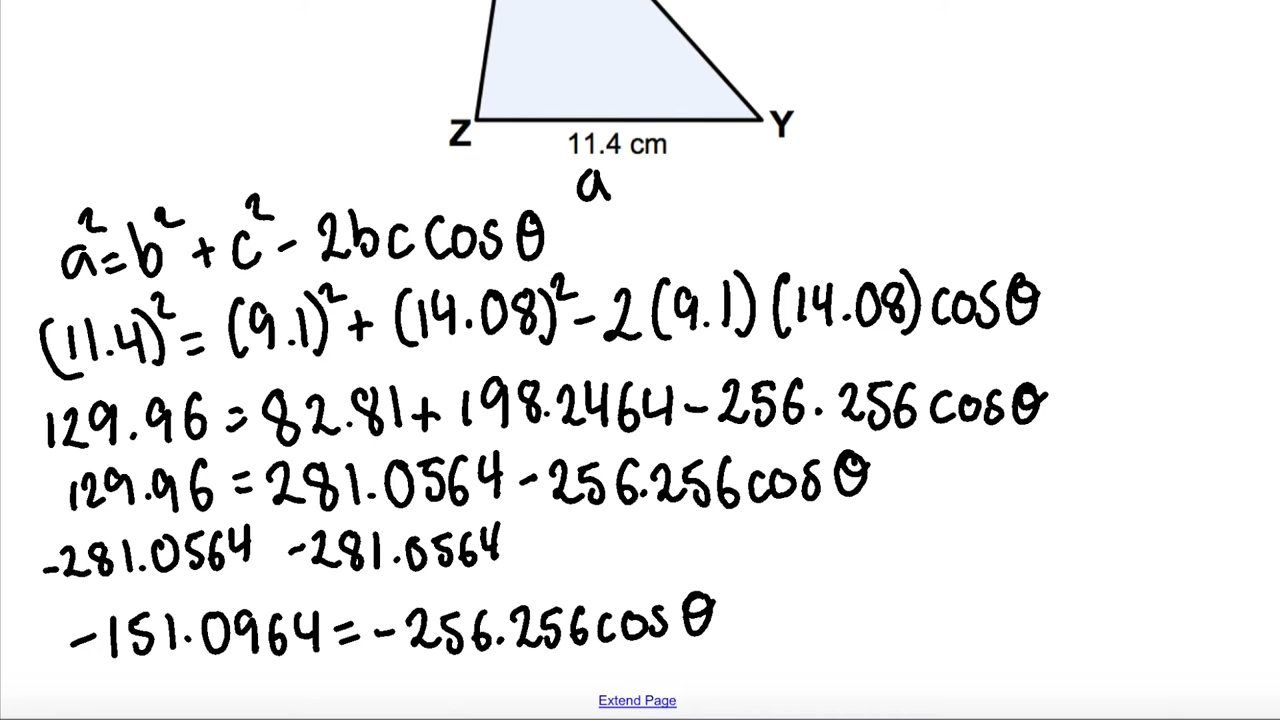 Z Y
11.4 cm
a
a² = b² + c² - 2bc cos θ
(11.4)² = (9.1)² + (14.08)² - 2(9.1)(14.08) cos θ
129.96 = 82.81 + 198.2464 - 256.256 cos θ
129.96 = 281.0564 - 256.256 cos θ
-281.0564 -281.0564
-151.0964 = -256.256 cos θ
Extend Page